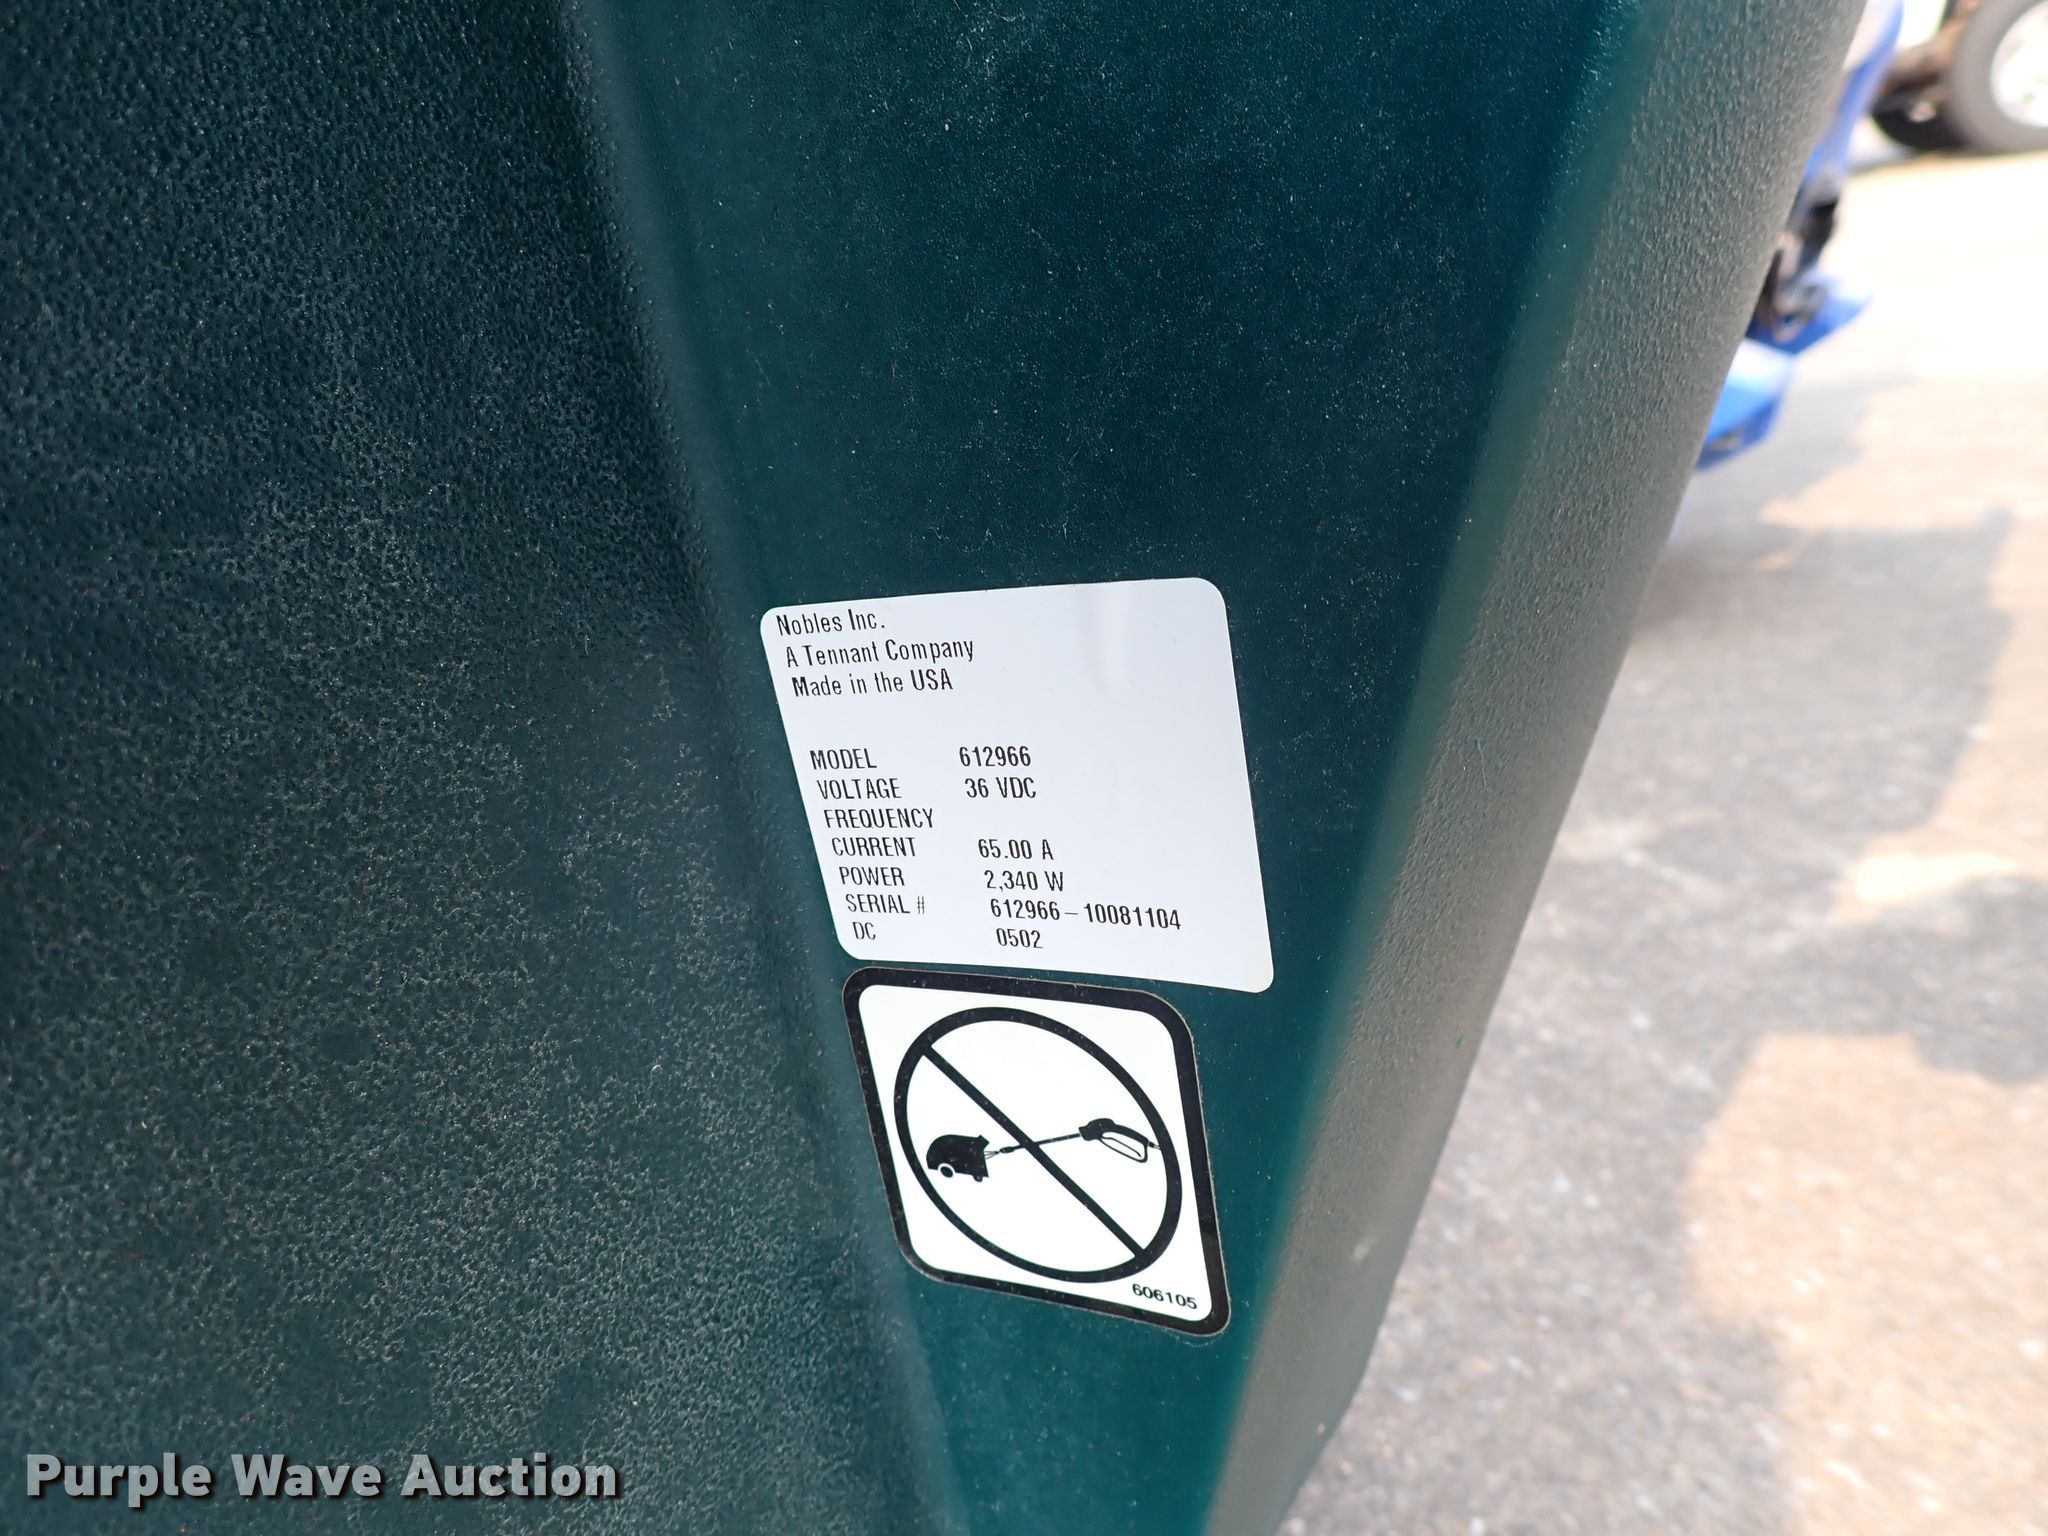 Nobles Inc.
A Tennant Company
Made in the USA
MODEL 612966
VOLTAGE 36 VDC
FREQUENCY
CURRENT 65.00 A
POWER 2,340 W
SERIAL # 612966-10081104
DC 0502
606105
Purple Wave Auction